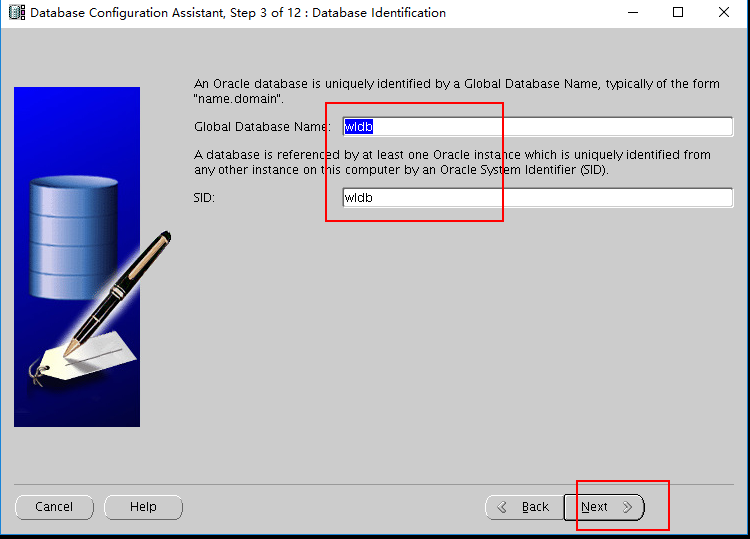 Database Configuration Assistant, Step 3 of 12 : Database Identification
An Oracle database is uniquely identified by a Global Database Name, typically of the form
"name.domain".
Global Database Name: wldb
A database is referenced by at least one Oracle instance which is uniquely identified from
any other instance on this computer by an Oracle System Identifier (SID).
SID: wldb
Cancel Help Back Next